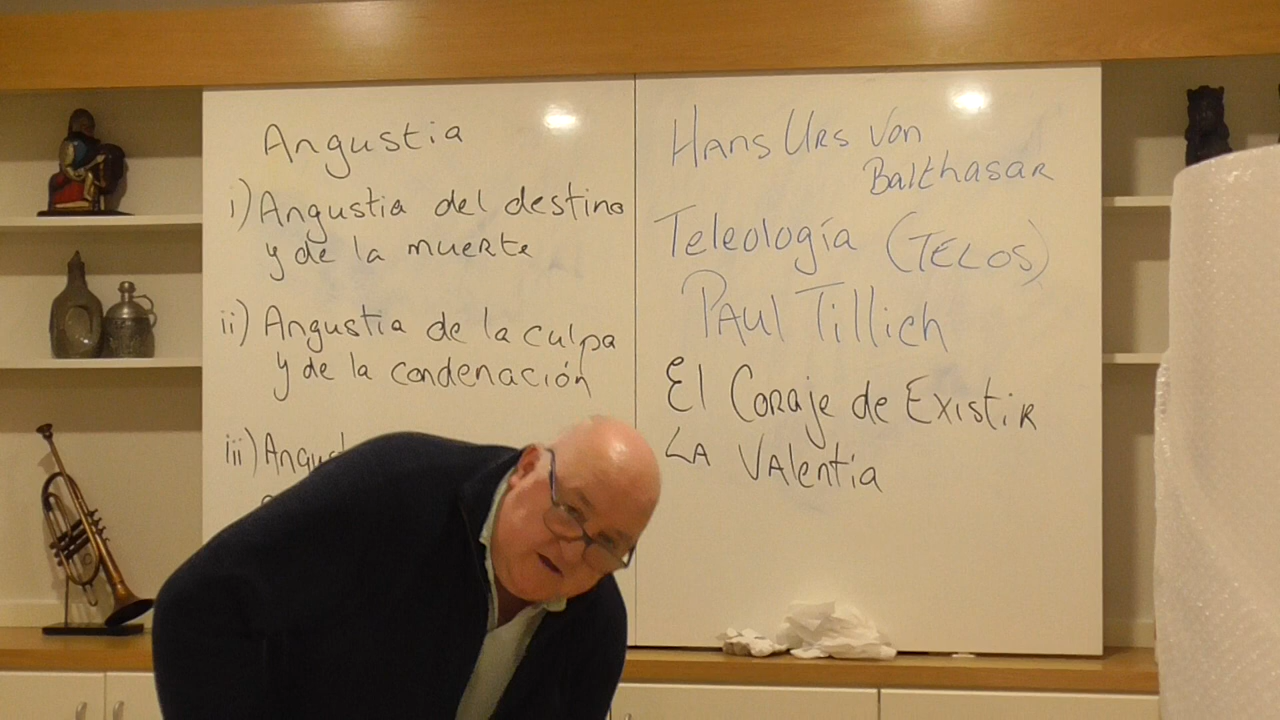 Angustia
i) Angustia del destino
y de la muerte
ii) Angustia de la culpa
y de la condenación
iii)
Hans Urs von
Balthasar
Teleología (TELOS)
PAUL Tillich
El Coraje de Existir
LA Valentía